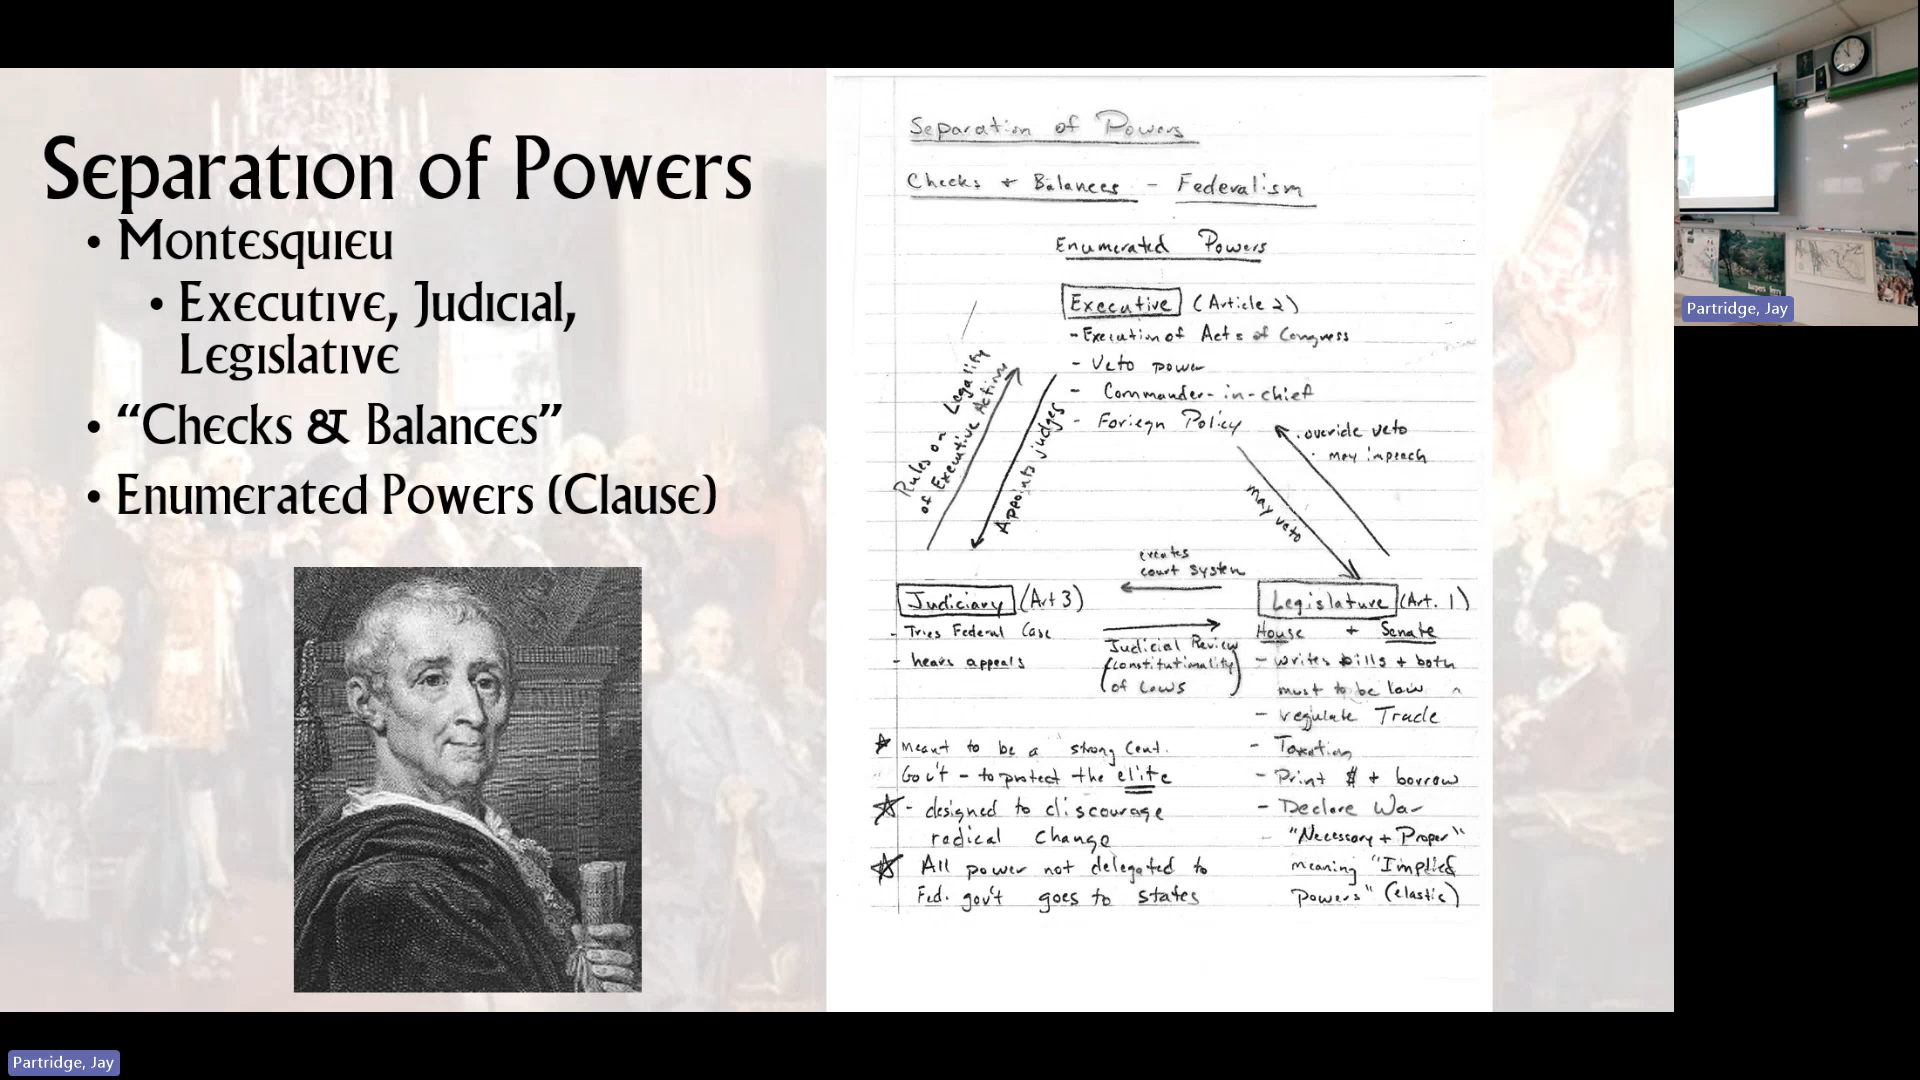 Separation of Powers
• Montesquieu
• Executive, Judicial,
Legislative
• “Checks & Balances”
• Enumerated Powers (Clause)
Separation of Powers
Checks + Balances - Federalism
Enumerated Powers
Executive (Article 2)
- Execution of Acts of Congress
- Veto power
- Commander-in-chief
- Foriegn Policy
Rules on Legality
of Executive Actions
Appoints judges
. override veto
. may impeach
may veto
creates
court system
Judiciary (Art 3)
- Tries Federal Case
- hears appeals
Judicial Review
(constitutionality)
of laws
Legislature (Art. 1)
House + Senate
- writes bills + both
must to be law
- regulate Trade
- Taxation
- Print $ + borrow
- Declare War
- "Necessary + Proper"
meaning "Implied
Powers" (elastic)
☆ meant to be a strong Cent.
Gov't - to protect the elite
☆ - designed to discourage
radical change
☆ All power not delegated to
Fed. gov't goes to states
harpers ferry
Partridge, Jay
Partridge, Jay